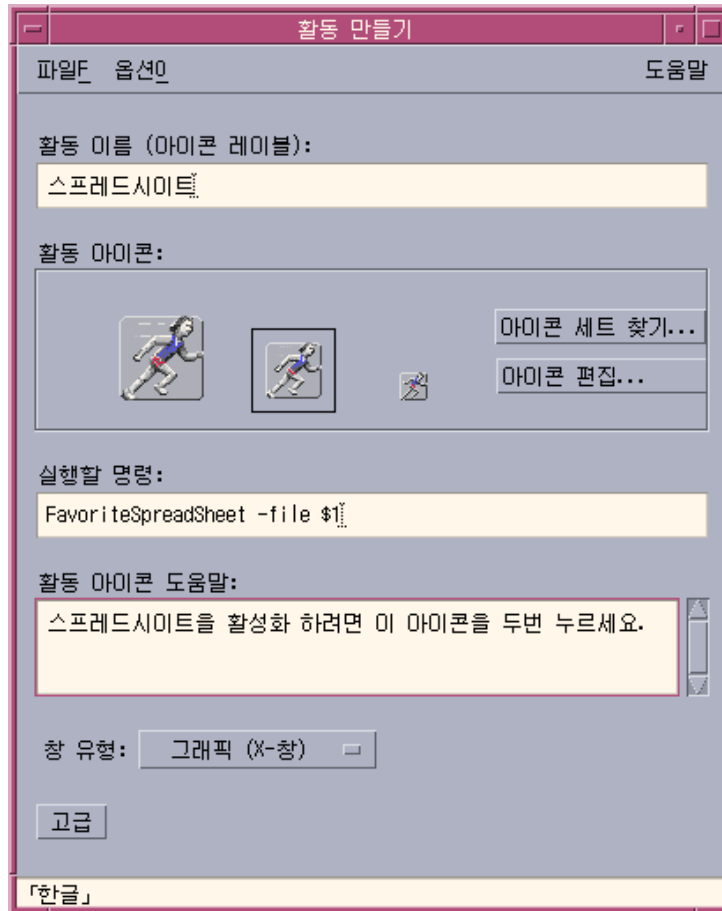 활동 만들기
파일F 옵션O 도움말
활동 이름 (아이콘 레이블):
스프레드시이트
활동 아이콘:
아이콘 세트 찾기...
아이콘 편집...
실행할 명령:
FavoriteSpreadSheet -file $1
활동 아이콘 도움말:
스프레드시이트을 활성화 하려면 이 아이콘을 두번 누르세요.
창 유형: 그래픽 (X-창)
고급
「한글」